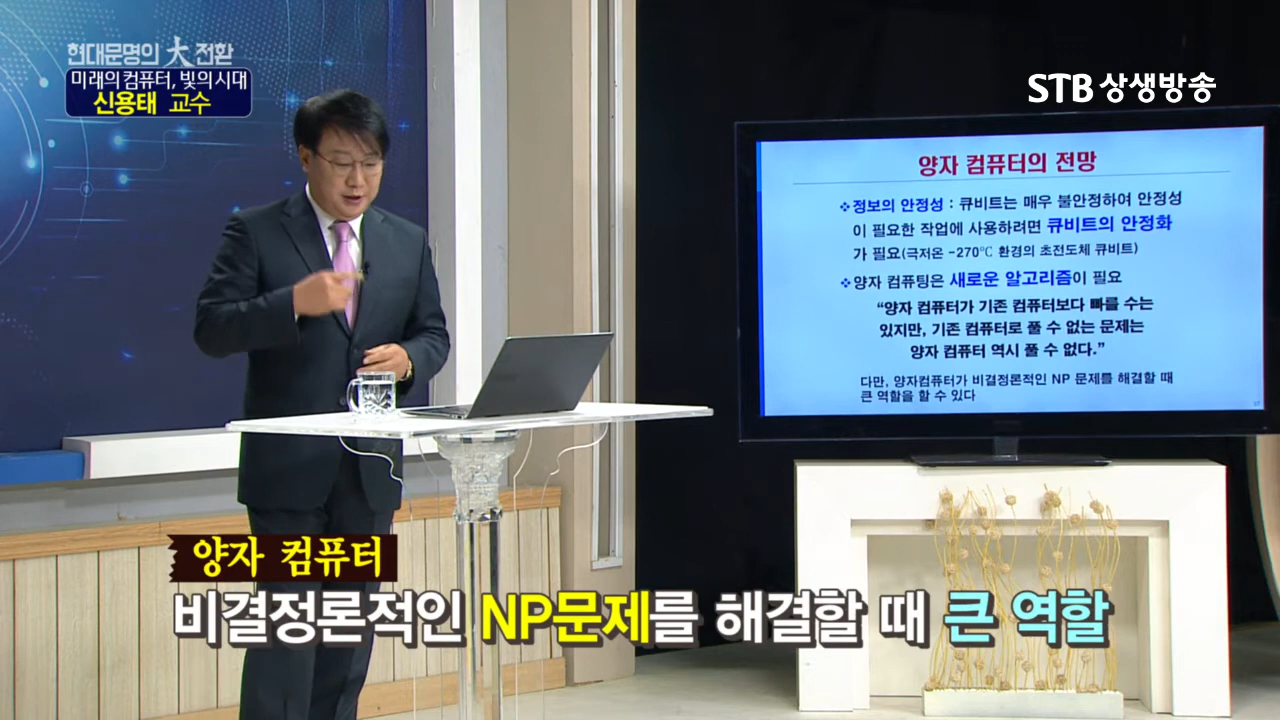 현대문명의 大 전환
미래의 컴퓨터, 빛의 시대
신용태 교수
STB 상생방송
양자 컴퓨터의 전망
❖정보의 안정성 : 큐비트는 매우 불안정하여 안정성
이 필요한 작업에 사용하려면 큐비트의 안정화
가 필요(극저온 -270℃ 환경의 초전도체 큐비트)
❖양자 컴퓨팅은 새로운 알고리즘이 필요
“양자 컴퓨터가 기존 컴퓨터보다 빠를 수는
있지만, 기존 컴퓨터로 풀 수 없는 문제는
양자 컴퓨터 역시 풀 수 없다.”
다만, 양자컴퓨터가 비결정론적인 NP 문제를 해결할 때
큰 역할을 할 수 있다
양자 컴퓨터
비결정론적인 NP문제를 해결할 때 큰 역할